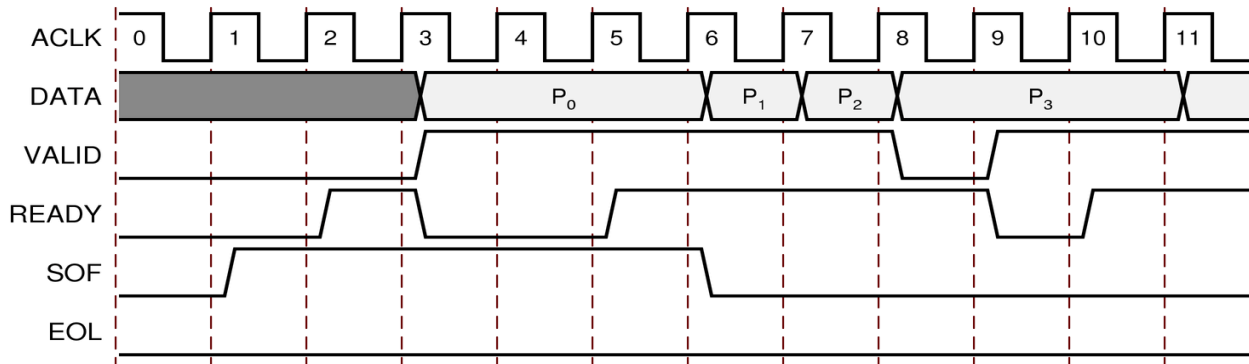 ACLK 0 1 2 3 4 5 6 7 8 9 10 11
DATA P₀ P₁ P₂ P₃
VALID
READY
SOF
EOL